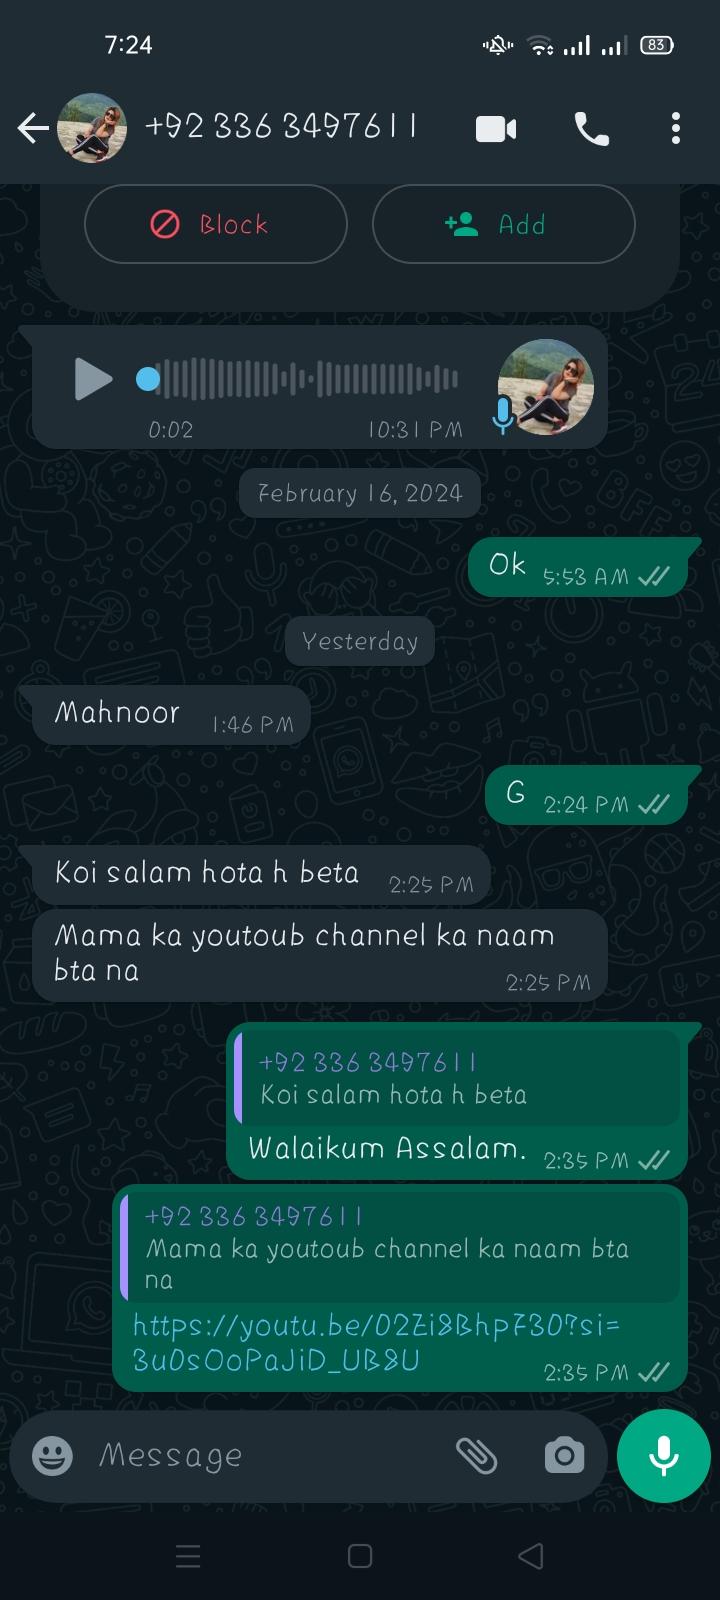 7:24
83
+92 336 3497611
Block
Add
0:02
10:31 PM
February 16, 2024
Ok 5:53 AM
Yesterday
Mahnoor 1:46 PM
G 2:24 PM
Koi salam hota h beta 2:25 PM
Mama ka youtoub channel ka naam
bta na
2:25 PM
+92 336 3497611
Koi salam hota h beta
Walaikum Assalam. 2:35 PM
+92 336 3497611
Mama ka youtoub channel ka naam bta
na
https://youtu.be/02Zi8Bhp730?si=
3u0sOoPaJiD_UB8U
2:35 PM
Message